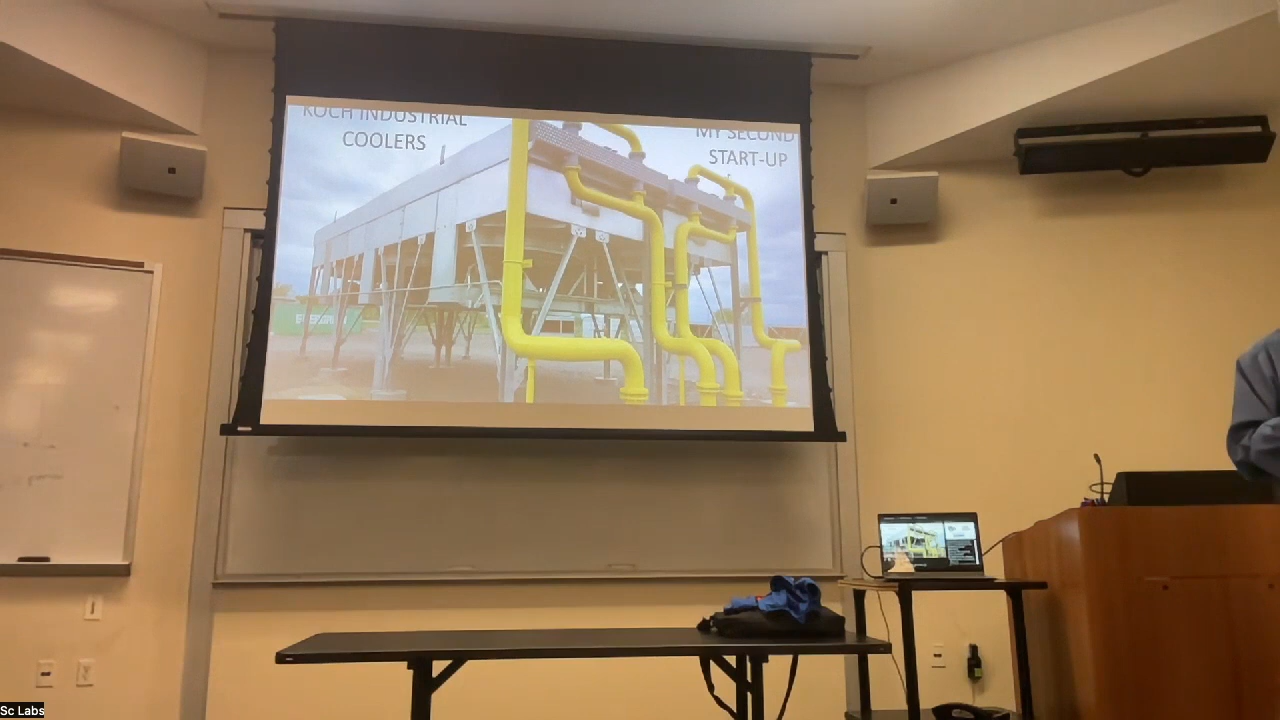 KOCH INDUSTRIAL
COOLERS
MY SECOND
START-UP
Sc Labs